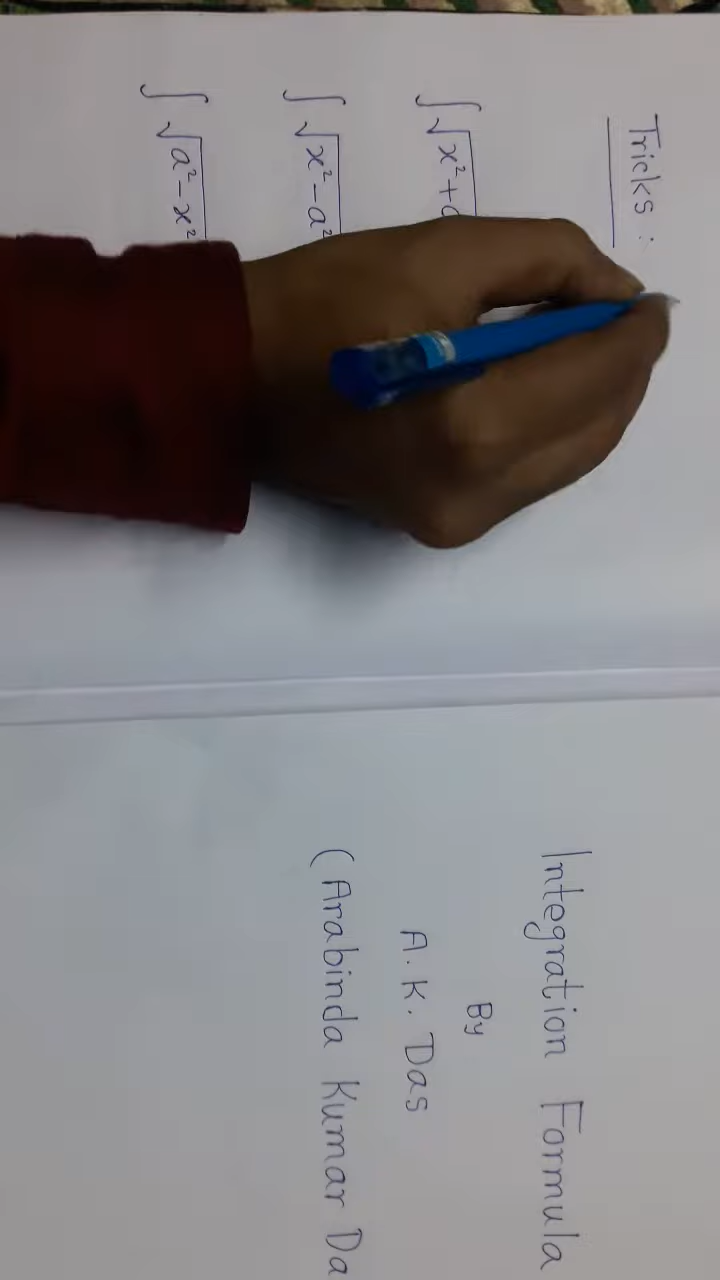 Tricks :
∫ √x²+a
∫ √x²-a²
∫ √a²-x²
Integration Formula
By
A. K. Das
(Arabinda Kumar Da